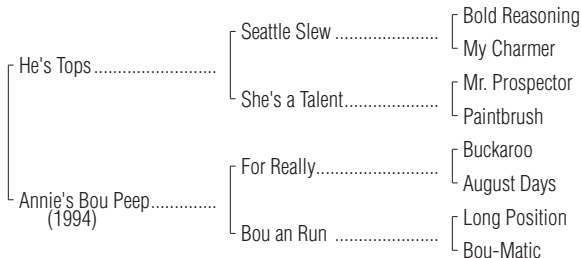 Bold Reasoning
Seattle Slew ......................
My Charmer
He's Tops..........................
Mr. Prospector
She's a Talent....................
Paintbrush
Buckaroo
For Really..........................
August Days
Annie's Bou Peep..............
(1994)
Long Position
Bou an Run ......................
Bou-Matic